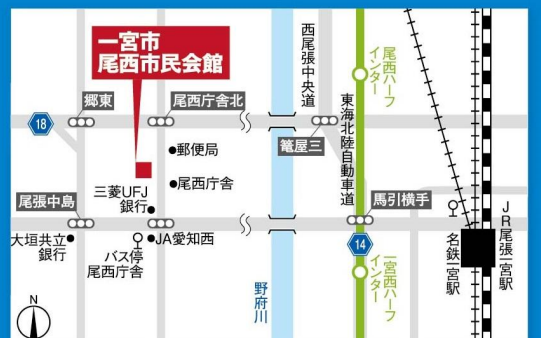 一宮市
尾西市民会館
西尾張中央道
尾西ハーフ
インター
郷東
尾西庁舎北
18
東海北陸自動車道
篭屋三
郵便局
尾西庁舎
三菱UFJ
銀行
尾張中島
馬引横手
大垣共立
銀行
バス停
尾西庁舎
JA愛知西
14
名鉄一宮駅
JR尾張一宮駅
野府川
一宮西ハーフ
インター
N